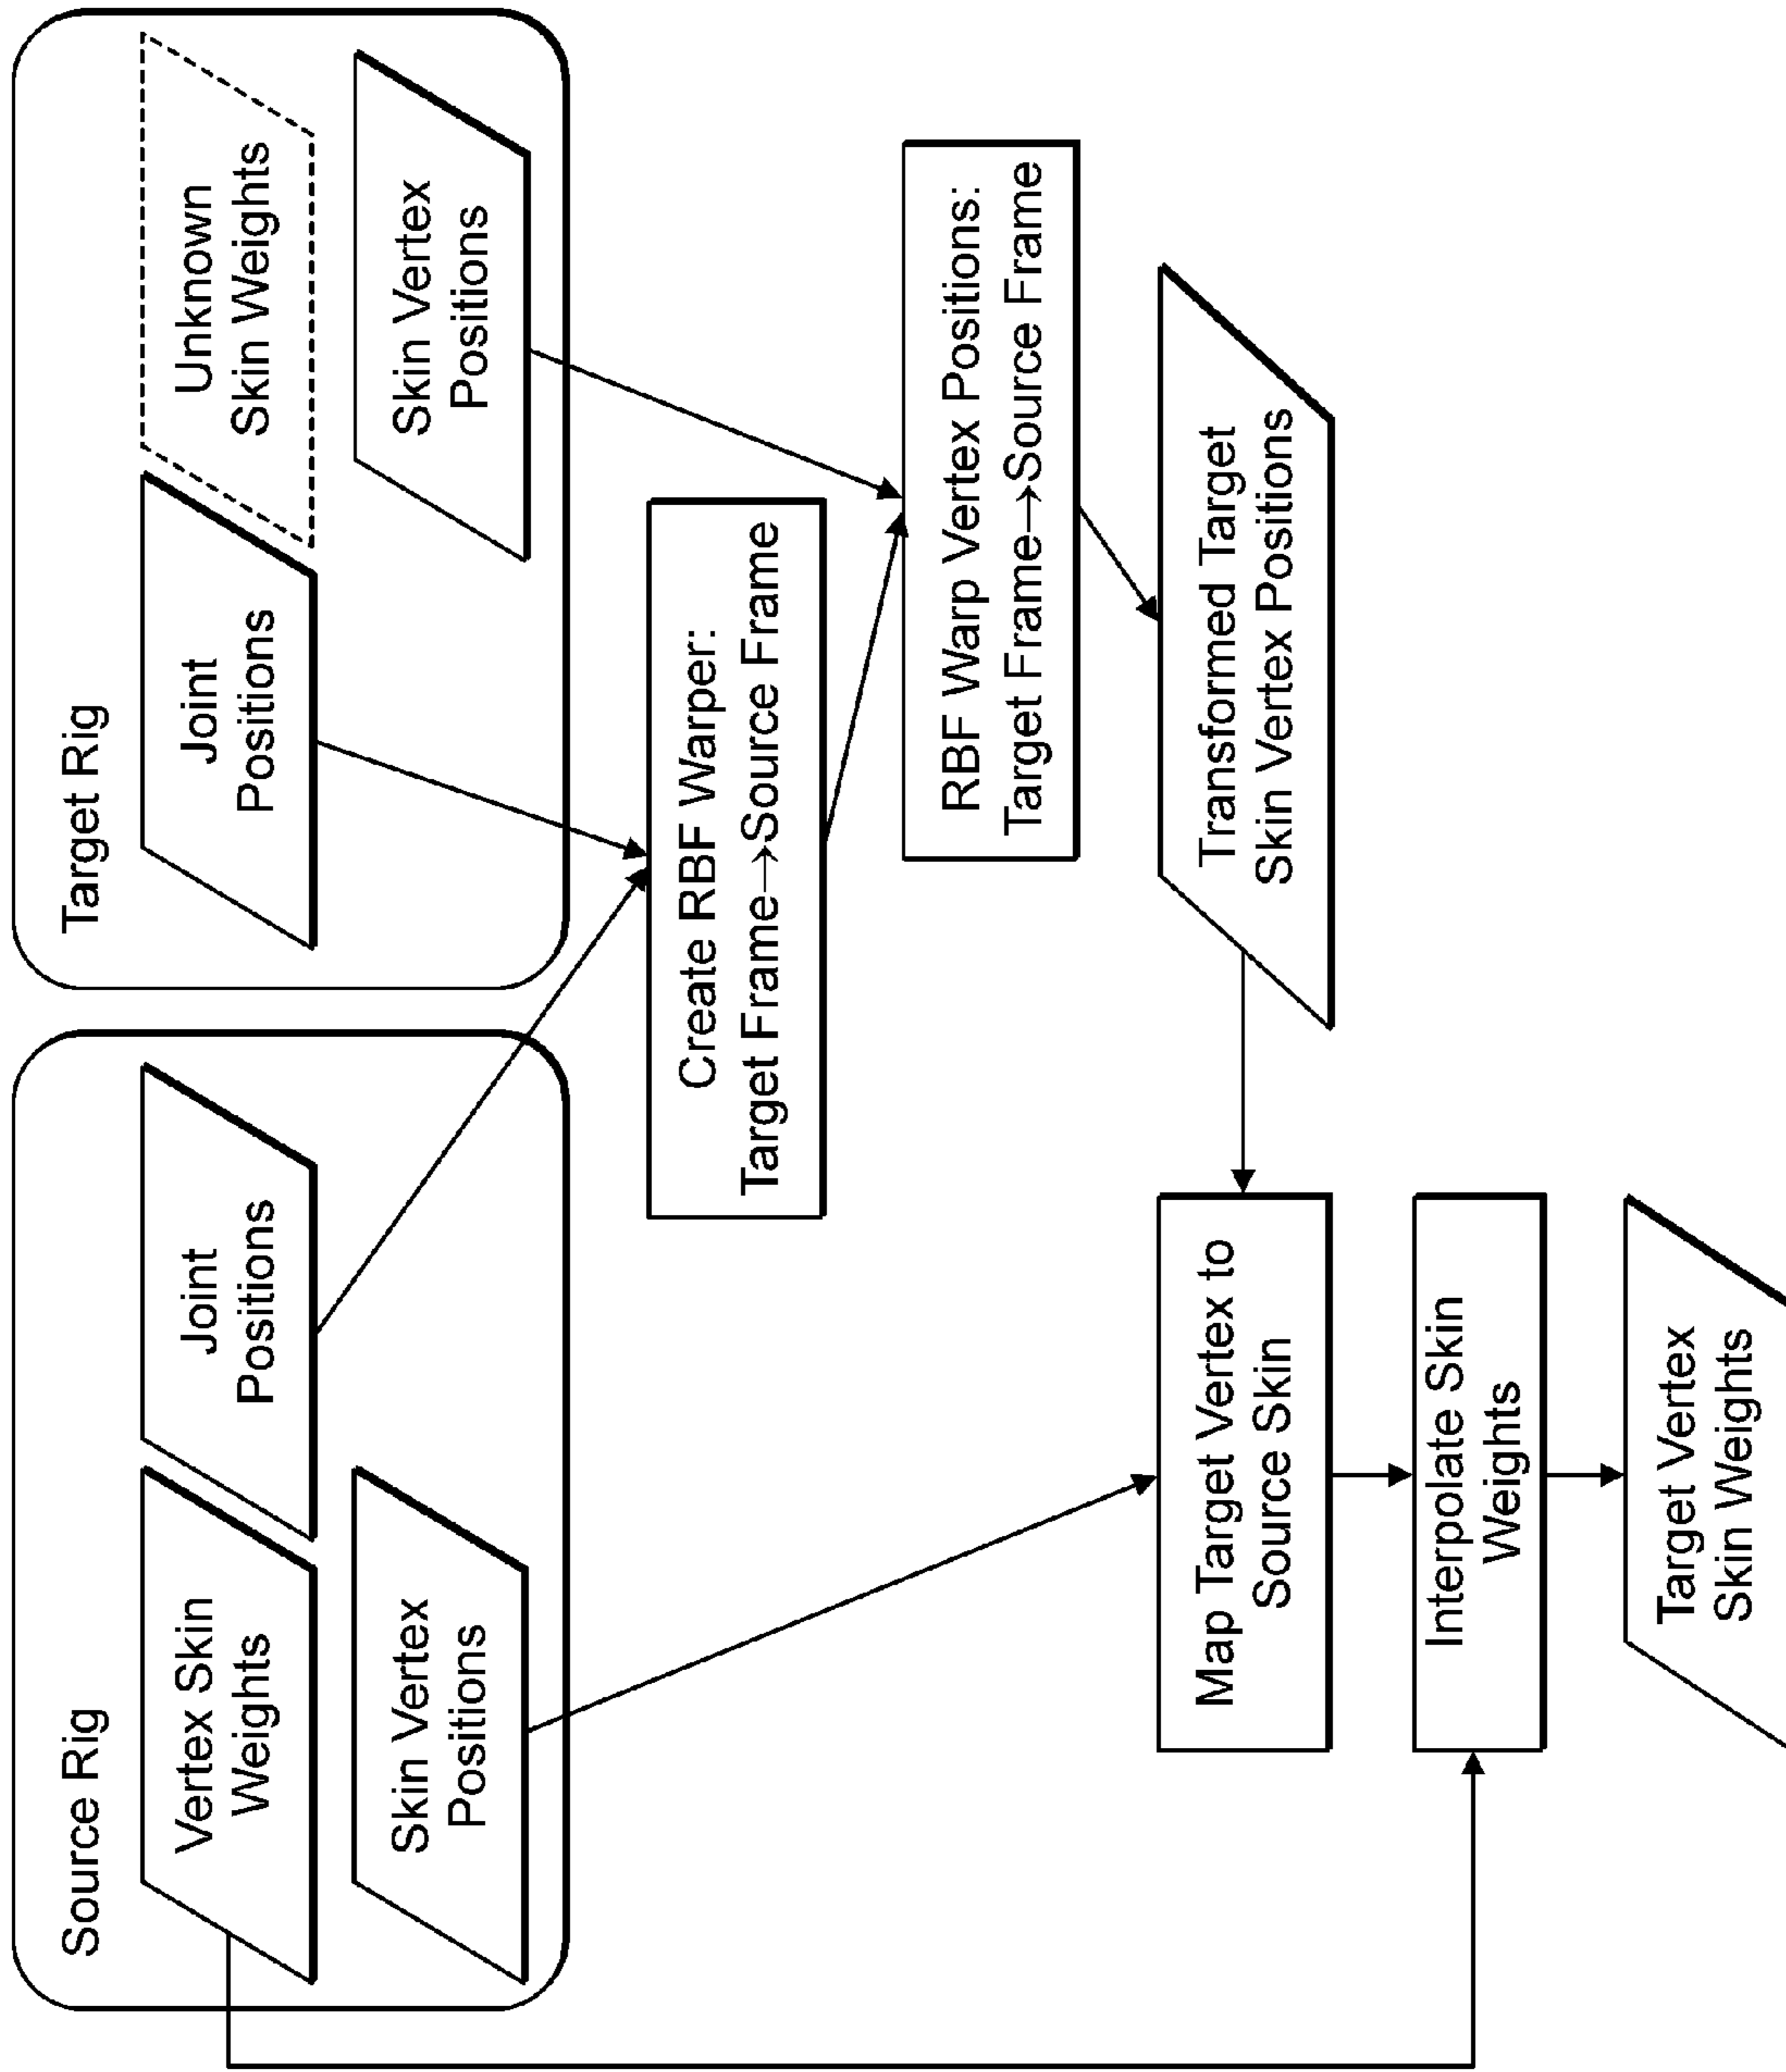 Source Rig
Vertex Skin
Weights
Joint
Positions
Skin Vertex
Positions
Target Rig
Joint
Positions
Unknown
Skin Weights
Skin Vertex
Positions
Create RBF Warper:
Target Frame→Source Frame
RBF Warp Vertex Positions:
Target Frame→Source Frame
Transformed Target
Skin Vertex Positions
Map Target Vertex to
Source Skin
Interpolate Skin
Weights
Target Vertex
Skin Weights